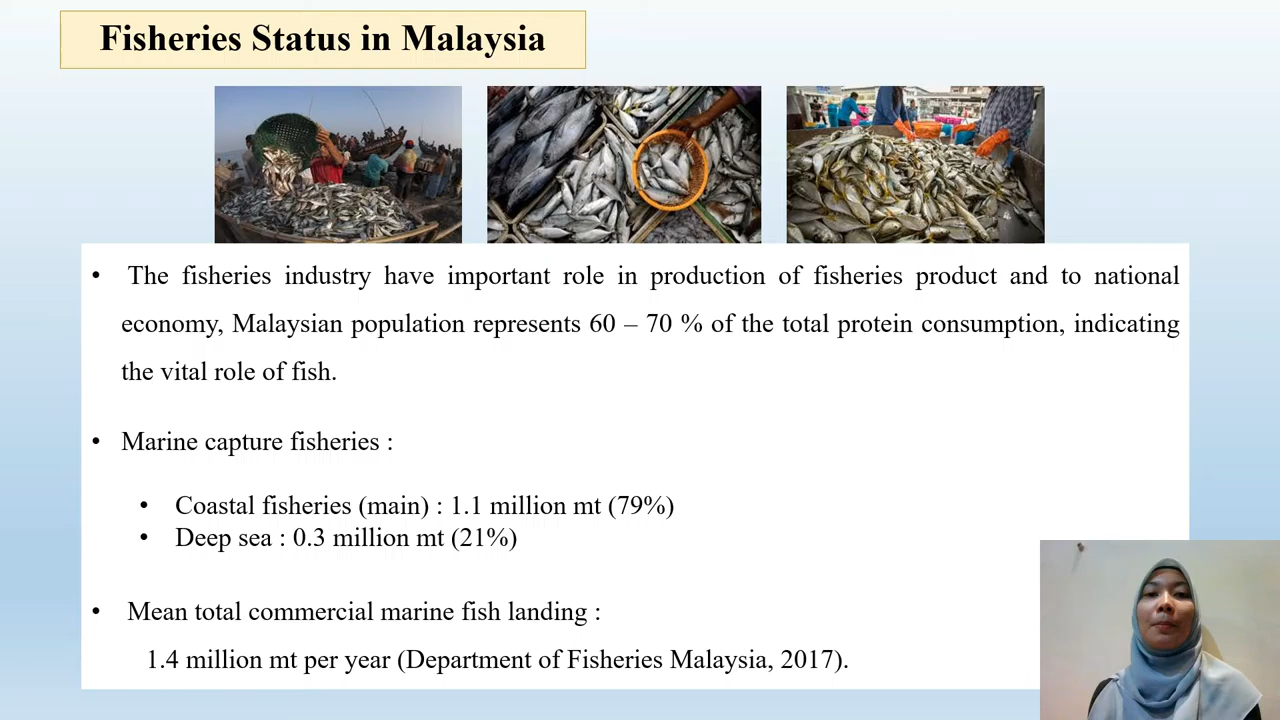 Fisheries Status in Malaysia
• The fisheries industry have important role in production of fisheries product and to national
economy, Malaysian population represents 60 – 70 % of the total protein consumption, indicating
the vital role of fish.
• Marine capture fisheries :
• Coastal fisheries (main) : 1.1 million mt (79%)
• Deep sea : 0.3 million mt (21%)
• Mean total commercial marine fish landing :
1.4 million mt per year (Department of Fisheries Malaysia, 2017).